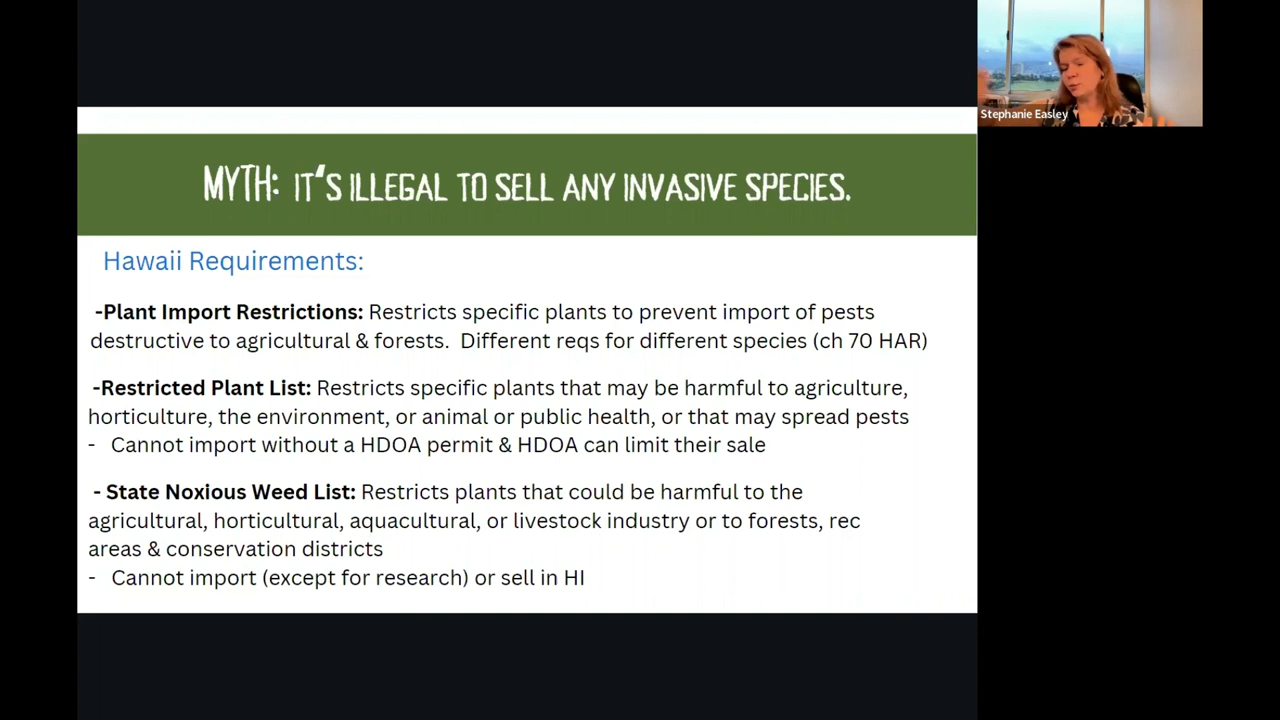 MYTH: IT'S ILLEGAL TO SELL ANY INVASIVE SPECIES.
Hawaii Requirements:
-Plant Import Restrictions: Restricts specific plants to prevent import of pests
destructive to agricultural & forests. Different reqs for different species (ch 70 HAR)
-Restricted Plant List: Restricts specific plants that may be harmful to agriculture,
horticulture, the environment, or animal or public health, or that may spread pests
- Cannot import without a HDOA permit & HDOA can limit their sale
- State Noxious Weed List: Restricts plants that could be harmful to the
agricultural, horticultural, aquacultural, or livestock industry or to forests, rec
areas & conservation districts
- Cannot import (except for research) or sell in HI
Stephanie Easley